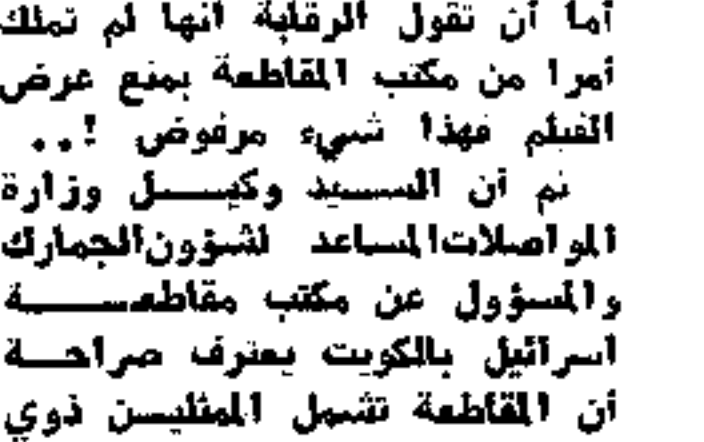 أما أن تقول الرقابة انها لم تملك
أمرا من مكتب المقاطعة بمنع عرض
الفيلم فهذا شيء مرفوض !..
ثم أن السيد وكيل وزارة
المواصلات المساعد لشؤون الجمارك
والمسؤول عن مكتب مقاطعة
اسرائيل بالكويت يعترف صراحة
أن المقاطعة تشمل الممثليسن ذوي